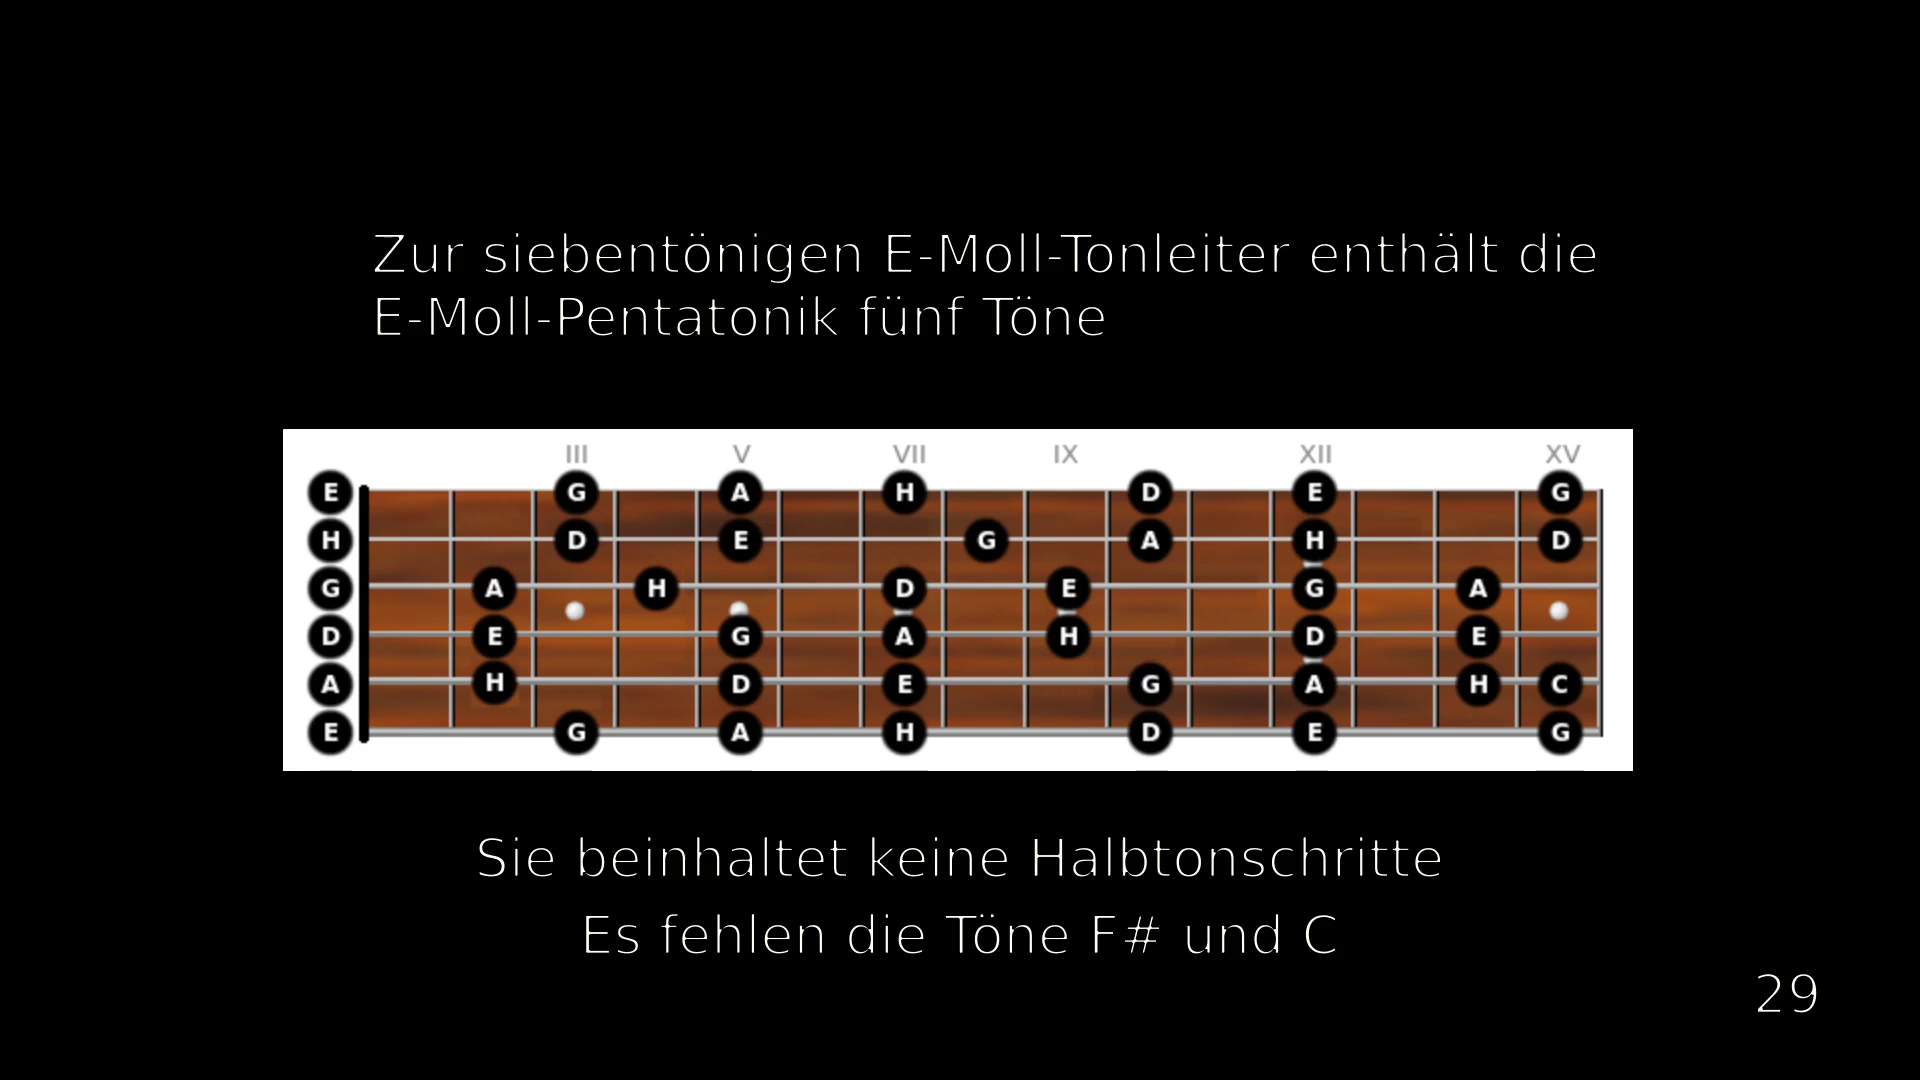 Zur siebentönigen E-Moll-Tonleiter enthält die
E-Moll-Pentatonik fünf Töne
III V VII IX XII XV
E G A H D E G
H D E G A H D
G A H D E G A
D E G A H D E
A H D E G A H C
E G A H D E G
Sie beinhaltet keine Halbtonschritte
Es fehlen die Töne F# und C
29